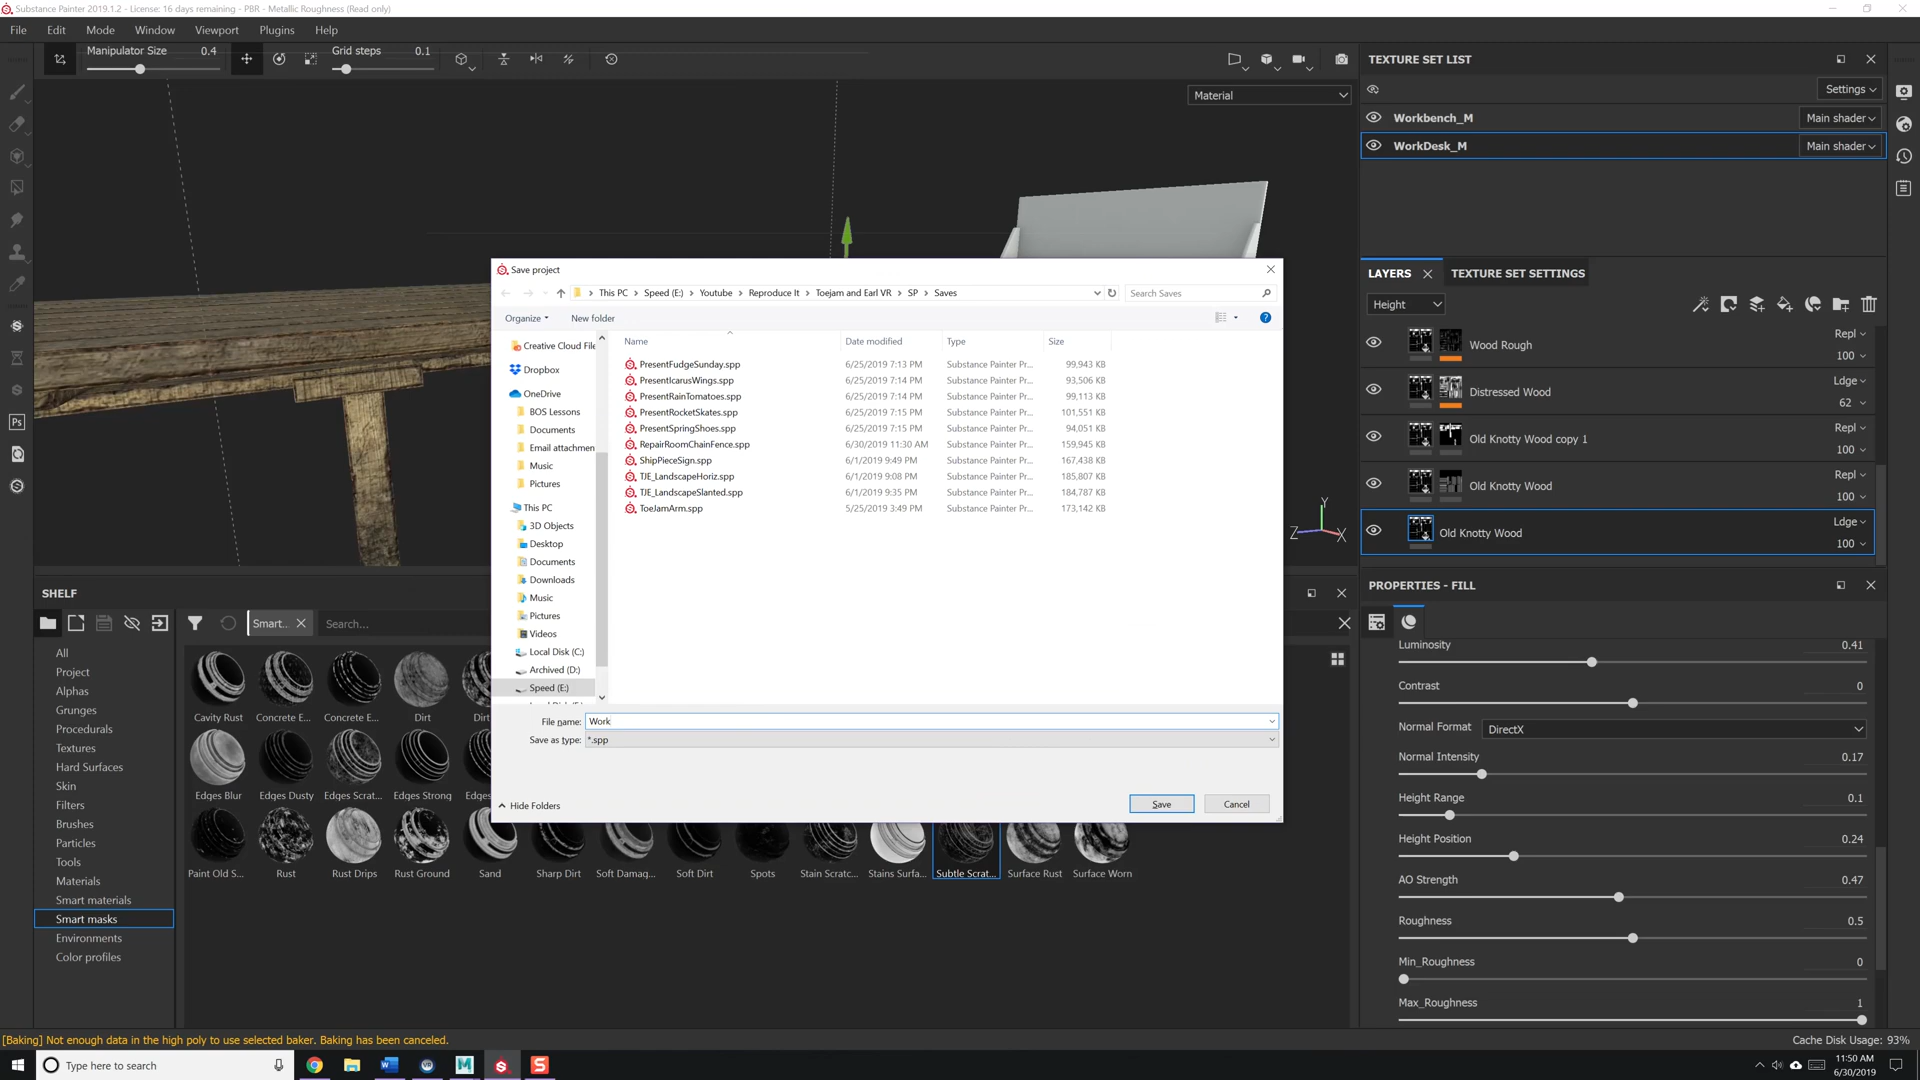 Substance Painter 2019.1.2 - License: 16 days remaining - PBR - Metallic Roughness (Read only)
File Edit Mode Window Viewport Plugins Help
Manipulator Size 0.4 Grid steps 0.1
Material
TEXTURE SET LIST
Settings
Workbench_M Main shader
WorkDesk_M Main shader
LAYERS TEXTURE SET SETTINGS
Height
Wood Rough Repl 100
Distressed Wood Ldge 62
Old Knotty Wood copy 1 Repl 100
Old Knotty Wood Repl 100
Old Knotty Wood Ldge 100
PROPERTIES - FILL
Luminosity 0.41
Contrast 0
Normal Format DirectX
Normal Intensity 0.17
Height Range 0.1
Height Position 0.24
AO Strength 0.47
Roughness 0.5
Min_Roughness 0
Max_Roughness 1
Save project
This PC Speed (E:) Youtube Reproduce It Toejam and Earl VR SP Saves Search Saves
Organize New folder
Creative Cloud File
Dropbox
OneDrive
BOS Lessons
Documents
Email attachmen
Music
Pictures
This PC
3D Objects
Desktop
Documents
Downloads
Music
Pictures
Videos
Local Disk (C:)
Archived (D:)
Speed (E:)
Name Date modified Type Size
PresentFudgeSunday.spp 6/25/2019 7:13 PM Substance Painter Pr... 99,943 KB
PresentIcarusWings.spp 6/25/2019 7:14 PM Substance Painter Pr... 93,506 KB
PresentRainTomatoes.spp 6/25/2019 7:14 PM Substance Painter Pr... 99,113 KB
PresentRocketSkates.spp 6/25/2019 7:15 PM Substance Painter Pr... 101,551 KB
PresentSpringShoes.spp 6/25/2019 7:15 PM Substance Painter Pr... 94,051 KB
RepairRoomChainFence.spp 6/30/2019 11:30 AM Substance Painter Pr... 159,945 KB
ShipPieceSign.spp 6/1/2019 9:49 PM Substance Painter Pr... 167,438 KB
TJE_LandscapeHoriz.spp 6/1/2019 9:08 PM Substance Painter Pr... 185,807 KB
TJE_LandscapeSlanted.spp 6/1/2019 9:35 PM Substance Painter Pr... 184,787 KB
ToeJamArm.spp 5/25/2019 3:49 PM Substance Painter Pr... 173,142 KB
File name: Work
Save as type: *.spp
Hide Folders Save Cancel
Z Y X
SHELF
Smart... Search...
All
Project
Alphas
Grunges
Procedurals
Textures
Hard Surfaces
Skin
Filters
Brushes
Particles
Tools
Materials
Smart materials
Smart masks
Environments
Color profiles
Cavity Rust Concrete E... Concrete E... Dirt Dirt
Edges Blur Edges Dusty Edges Scrat... Edges Strong Edges
Paint Old S... Rust Rust Drips Rust Ground Sand Sharp Dirt Soft Damag... Soft Dirt Spots Stain Scratc... Stains Surfa... Subtle Scrat... Surface Rust Surface Worn
[Baking] Not enough data in the high poly to use selected baker. Baking has been canceled. Cache Disk Usage: 93%
Type here to search
11:50 AM
6/30/2019